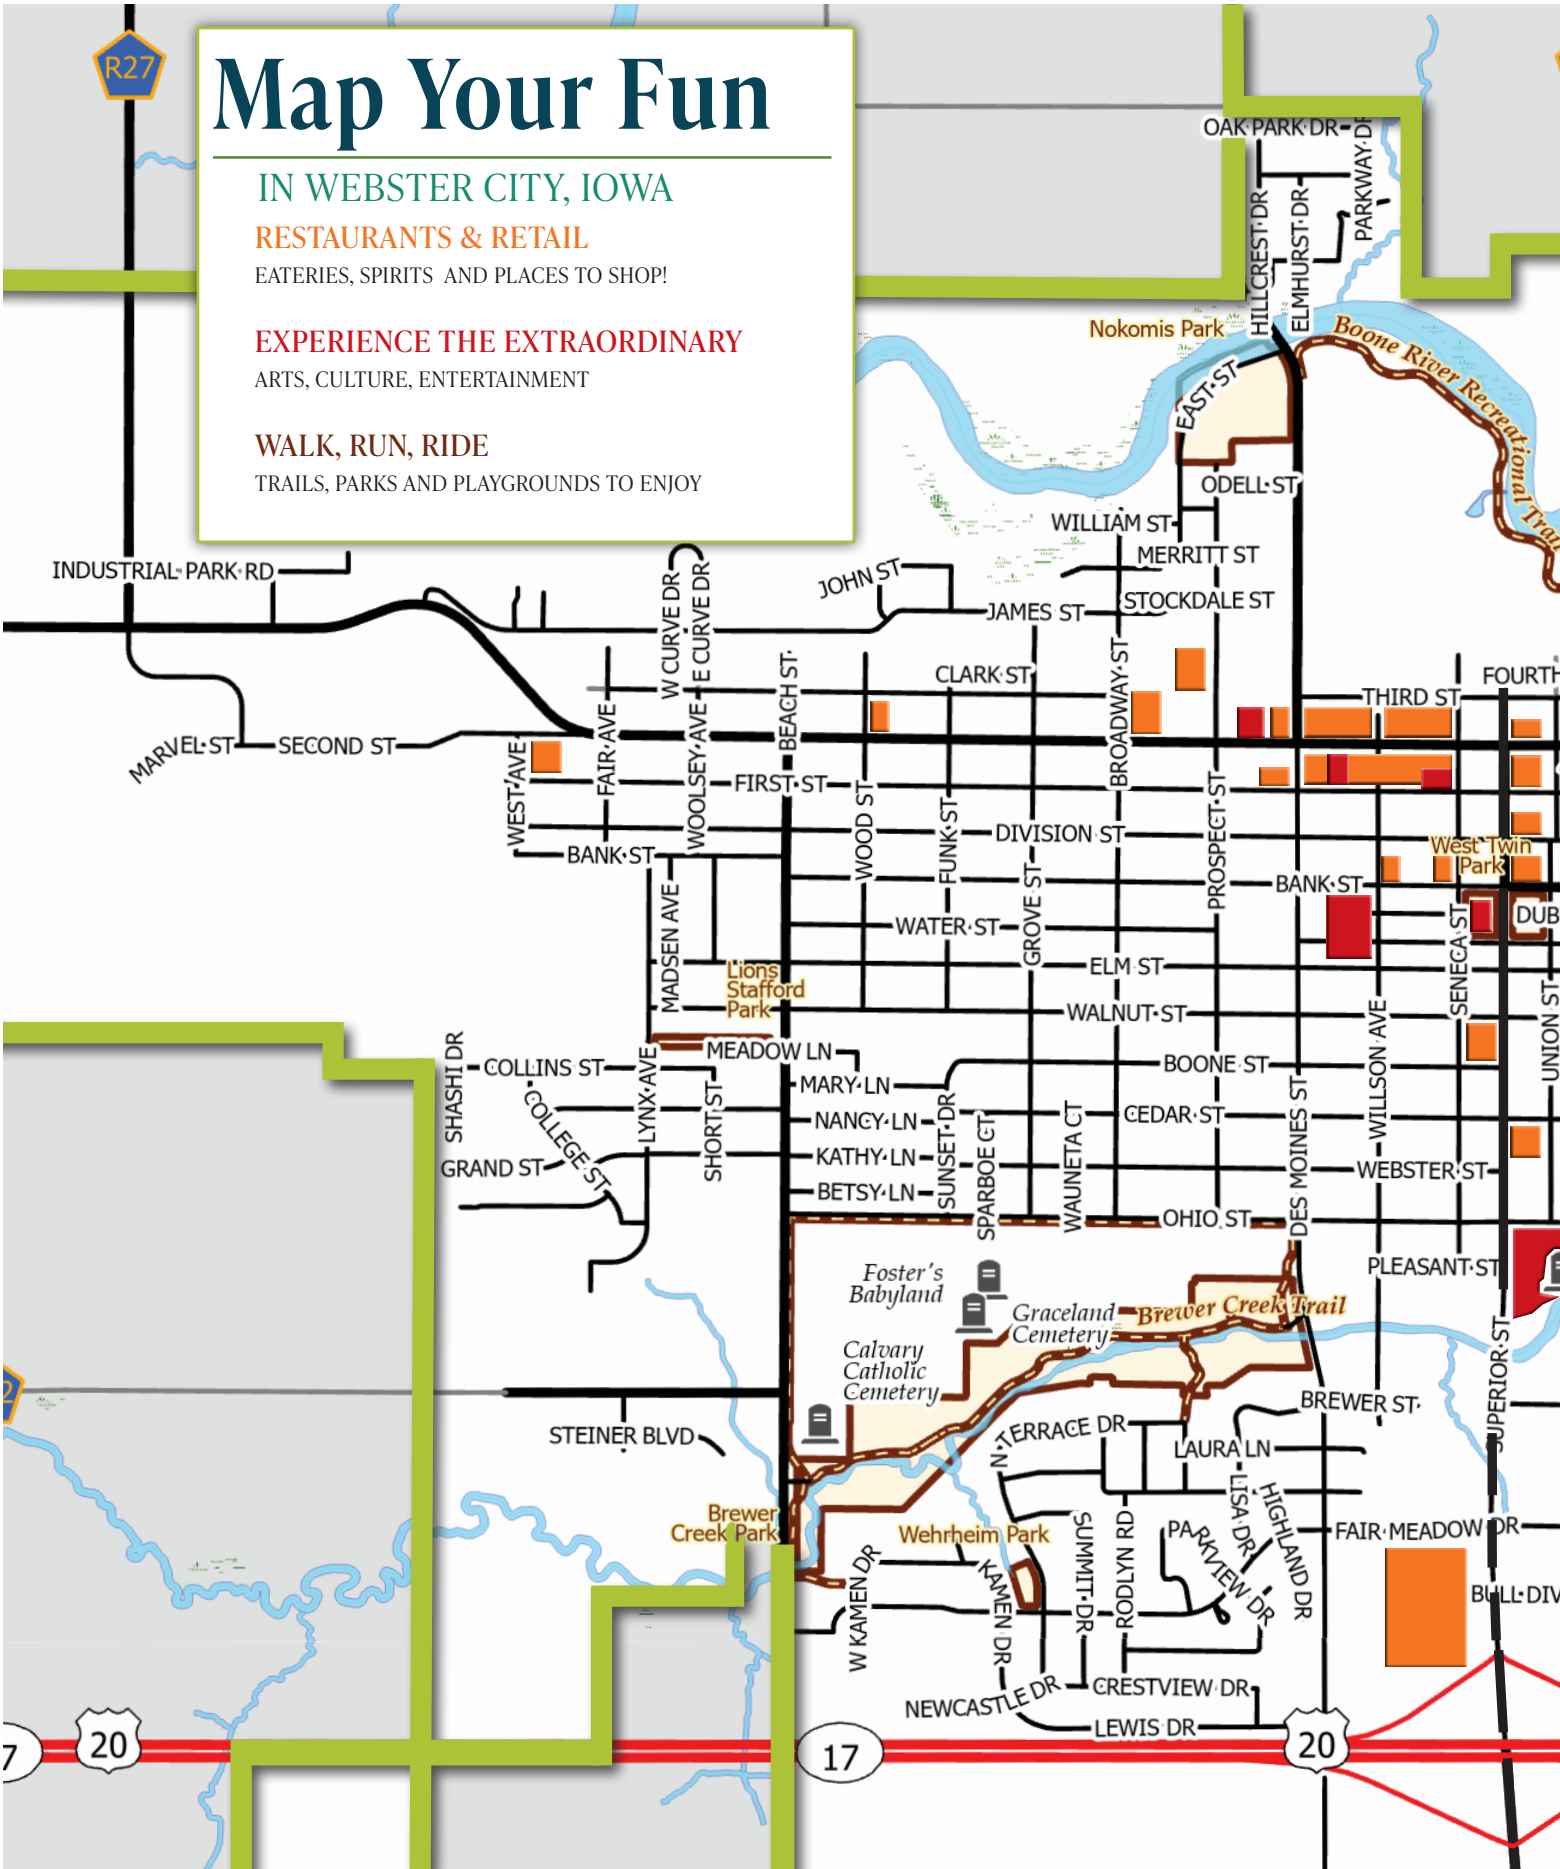 R27
Map Your Fun
IN WEBSTER CITY, IOWA
RESTAURANTS & RETAIL
EATERIES, SPIRITS AND PLACES TO SHOP!
EXPERIENCE THE EXTRAORDINARY
ARTS, CULTURE, ENTERTAINMENT
WALK, RUN, RIDE
TRAILS, PARKS AND PLAYGROUNDS TO ENJOY
OAK PARK DR
PARKWAY DR
HILLCREST DR
ELMHURST DR
Nokomis Park
Boone River Recreational Trail
EAST ST
ODELL ST
WILLIAM ST
MERRITT ST
INDUSTRIAL PARK RD
JOHN ST
JAMES ST
STOCKDALE ST
W CURVE DR
E CURVE DR
BEACH ST
CLARK ST
BROADWAY ST
FOURTH
THIRD ST
MARVEL ST
SECOND ST
WEST AVE
FAIR AVE
WOOLSEY AVE
FIRST ST
WOOD ST
FUNK ST
DIVISION ST
PROSPECT ST
BANK ST
West Twin
Park
BANK ST
MADSEN AVE
GROVE ST
WATER ST
SENECA ST
DUB
Lions
Stafford
Park
ELM ST
WALNUT ST
UNION ST
SHASHI DR
COLLINS ST
LYNX AVE
MEADOW LN
SHORT ST
BOONE ST
MARY LN
COLLEGE ST
NANCY LN
SUNSET DR
SPARBOE CT
WAUNETA CT
CEDAR ST
DES MOINES ST
WILLSON AVE
GRAND ST
KATHY LN
WEBSTER ST
BETSY LN
OHIO ST
PLEASANT ST
Foster's
Babyland
Graceland
Cemetery
Brewer Creek Trail
Calvary
Catholic
Cemetery
2
SUPERIOR ST
BREWER ST
STEINER BLVD
N TERRACE DR
LAURA LN
LISA DR
HIGHLAND DR
Brewer
Creek Park
Wehrheim Park
SUMMIT DR
RODLYN RD
PARKVIEW DR
FAIR MEADOW DR
W KAMEN DR
KAMEN DR
BULL DIV
NEWCASTLE DR
CRESTVIEW DR
LEWIS DR
7
20
17
20